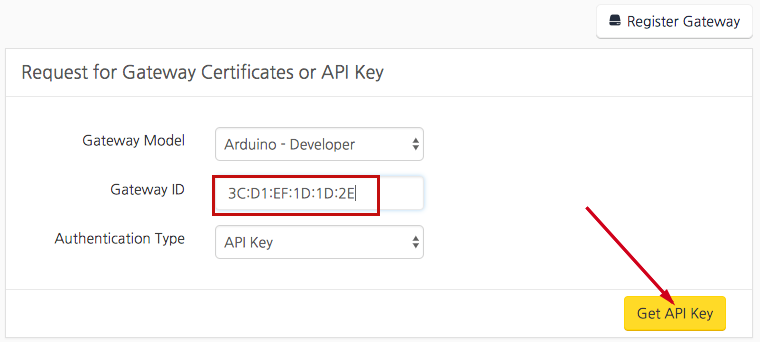 Register Gateway
Request for Gateway Certificates or API Key
Gateway Model
Arduino - Developer
Gateway ID
3C:D1:EF:1D:1D:2E
Authentication Type
API Key
Get API Key